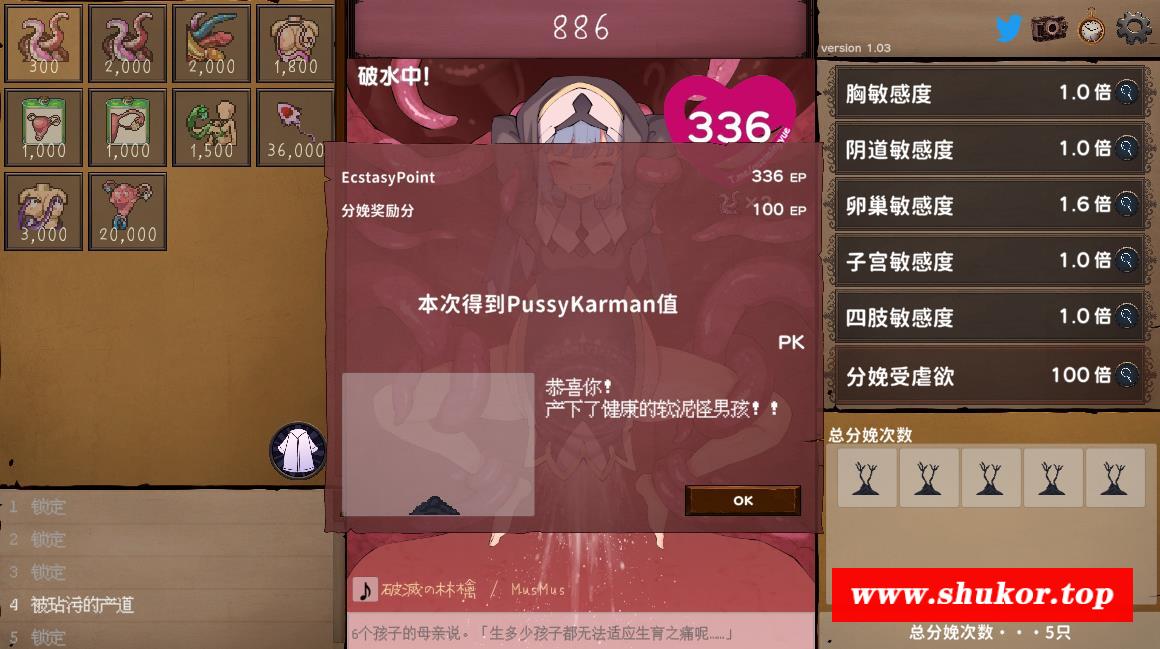 300
2,000
2,000
1,800
1,000
1,000
1,500
36,000
3,000
20,000
1 锁定
2 锁定
3 锁定
4 被玷污的产道
5 锁定
886
破水中!
336
EcstasyPoint
336 EP
分娩奖励分
100 EP
本次得到PussyKarman值
PK
恭喜你!
产下了健康的软泥怪男孩!!
OK
破滅の林檎 / MusMus
6个孩子的母亲说。「生多少孩子都无法适应生育之痛呢……」
version 1.03
胸敏感度 1.0 倍
阴道敏感度 1.0 倍
卵巢敏感度 1.6 倍
子宫敏感度 1.0 倍
四肢敏感度 1.0 倍
分娩受虐欲 100 倍
总分娩次数
www.shukor.top
总分娩次数・・・5只